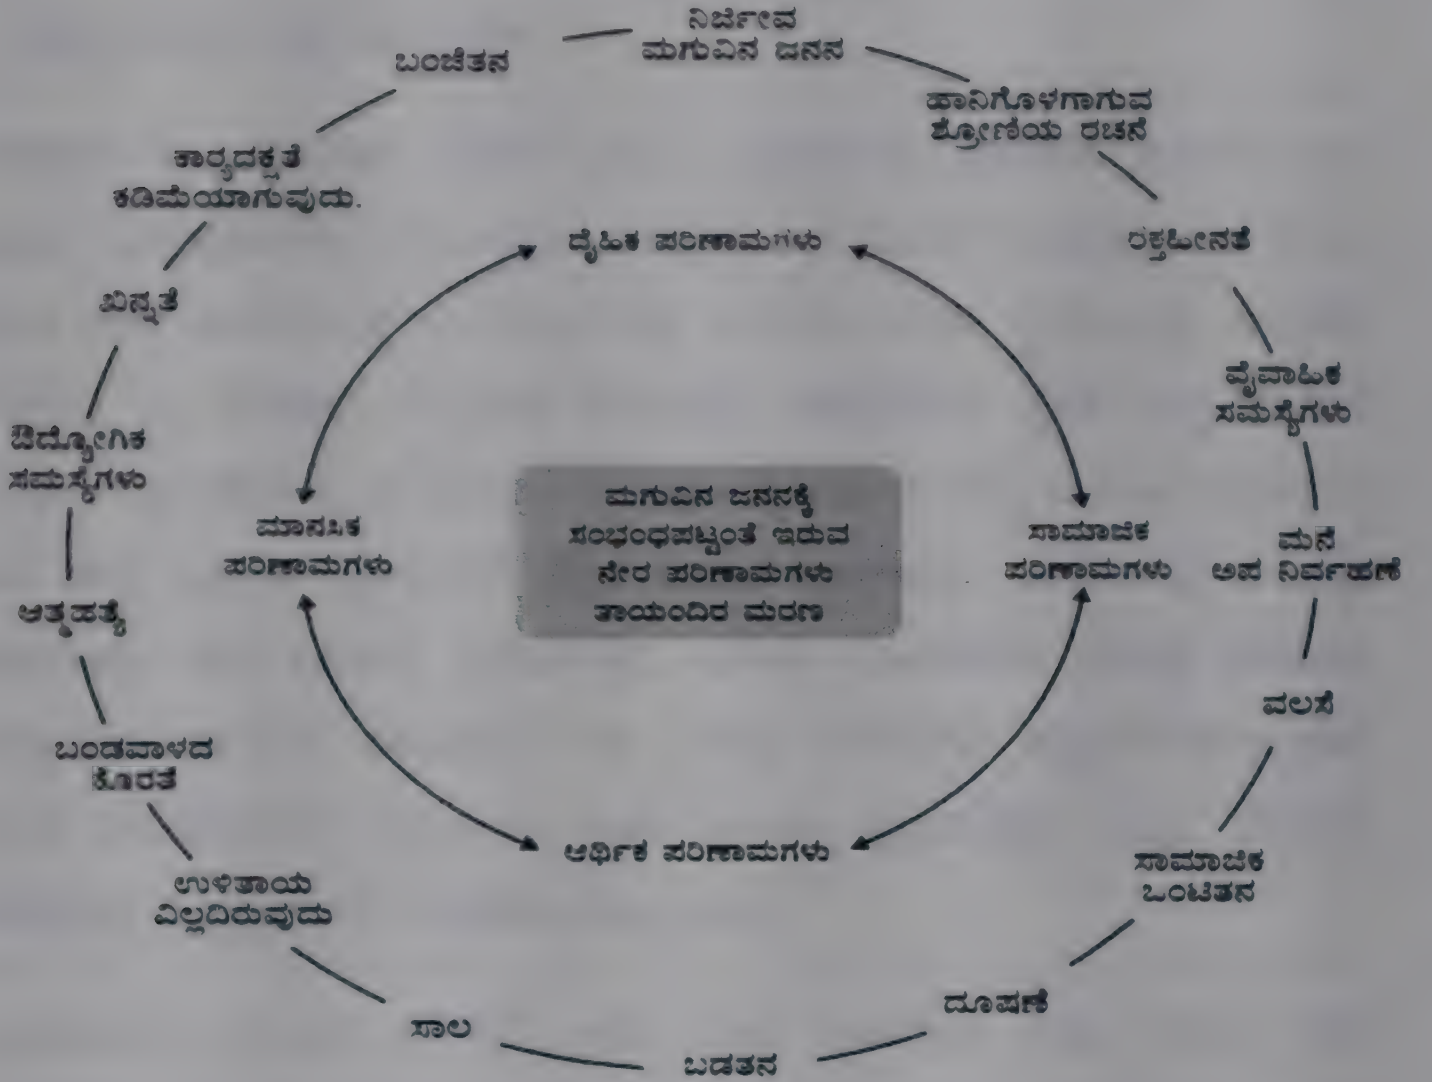 ನಿರ್ಜೀವ
ಮಗುವಿನ ಜನನ
ಬಂಜೆತನ
ಹಾನಿಗೊಳಗಾಗುವ
ಶ್ರೋಣಿಯ ರಚನೆ
ಕಾರ್‍ಯದಕ್ಷತೆ
ಕಡಿಮೆಯಾಗುವುದು.
ದೈಹಿಕ ಪರಿಣಾಮಗಳು
ರಕ್ತಹೀನತೆ
ಖಿನ್ನತೆ
ವೈವಾಹಿಕ
ಸಮಸ್ಯೆಗಳು
ಔದ್ಯೋಗಿಕ
ಸಮಸ್ಯೆಗಳು
ಮಾನಸಿಕ
ಪರಿಣಾಮಗಳು
ಮಗುವಿನ ಜನನಕ್ಕೆ
ಸಂಭಂಧಪಟ್ಟಂತೆ ಇರುವ
ನೇರ ಪರಿಣಾಮಗಳು
ತಾಯಂದಿರ ಮರಣ
ಸಾಮಾಜಿಕ
ಪರಿಣಾಮಗಳು
ಮನೆ
ಅಪ ನಿರ್ವಹಣೆ
ಆತ್ಮಹತ್ಯೆ
ವಲಸೆ
ಬಂಡವಾಳದ
ಕೊರತೆ
ಆರ್ಥಿಕ ಪರಿಣಾಮಗಳು
ಸಾಮಾಜಿಕ
ಒಂಟಿತನ
ಉಳಿತಾಯ
ವಿಲ್ಲದಿರುವುದು
ದೂಷಣೆ
ಸಾಲ
ಬಡತನ